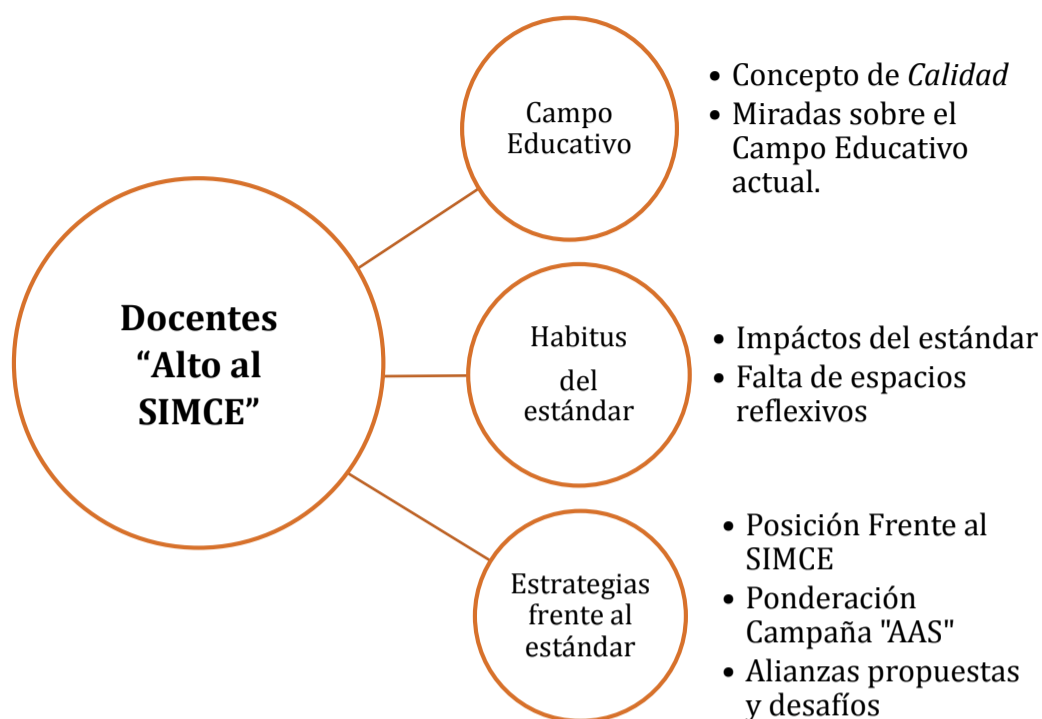 Docentes
“Alto al
SIMCE”
Campo
Educativo
• Concepto de Calidad
• Miradas sobre el
Campo Educativo
actual.
Habitus
del
estándar
• Impáctos del estándar
• Falta de espacios
reflexivos
Estrategias
frente al
estándar
• Posición Frente al
SIMCE
• Ponderación
Campaña "AAS"
• Alianzas propuestas
y desafíos